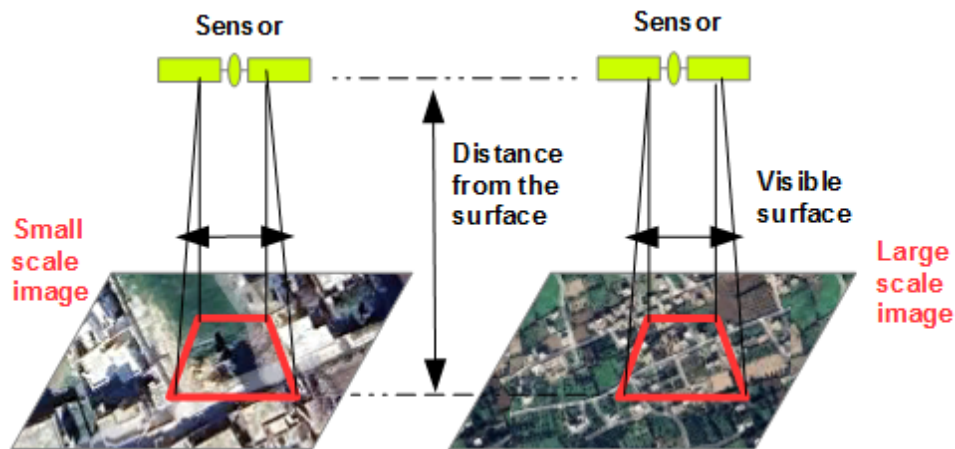 Sensor
Sensor
Distance
from the
surface
Visible
surface
Small
scale
image
Large
scale
image